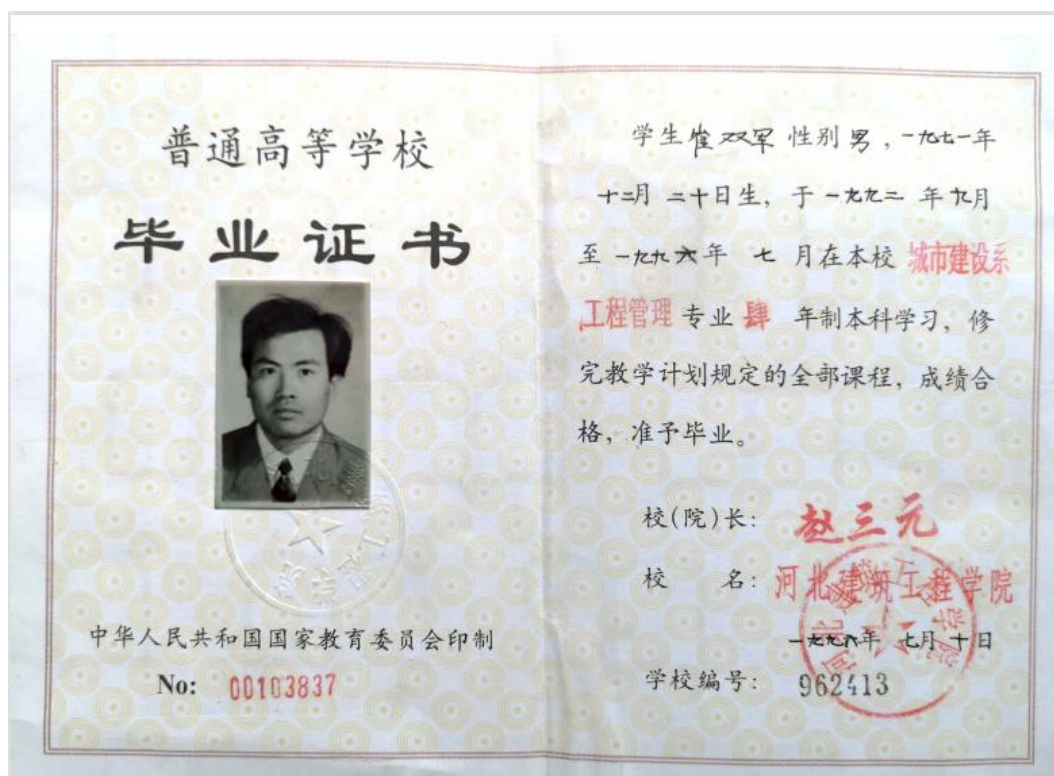 普通高等学校
毕业证书
中华人民共和国国家教育委员会印制
No: 00103837
学生崔双军性别男，一九七一年
十二月二十日生，于一九九二年九月
至一九九六年七月在本校城市建设系
工程管理专业肆年制本科学习，修
完教学计划规定的全部课程，成绩合
格，准予毕业。
校(院)长：赵三元
校名：河北建筑工程学院
一九九六年七月十日
学校编号：962413